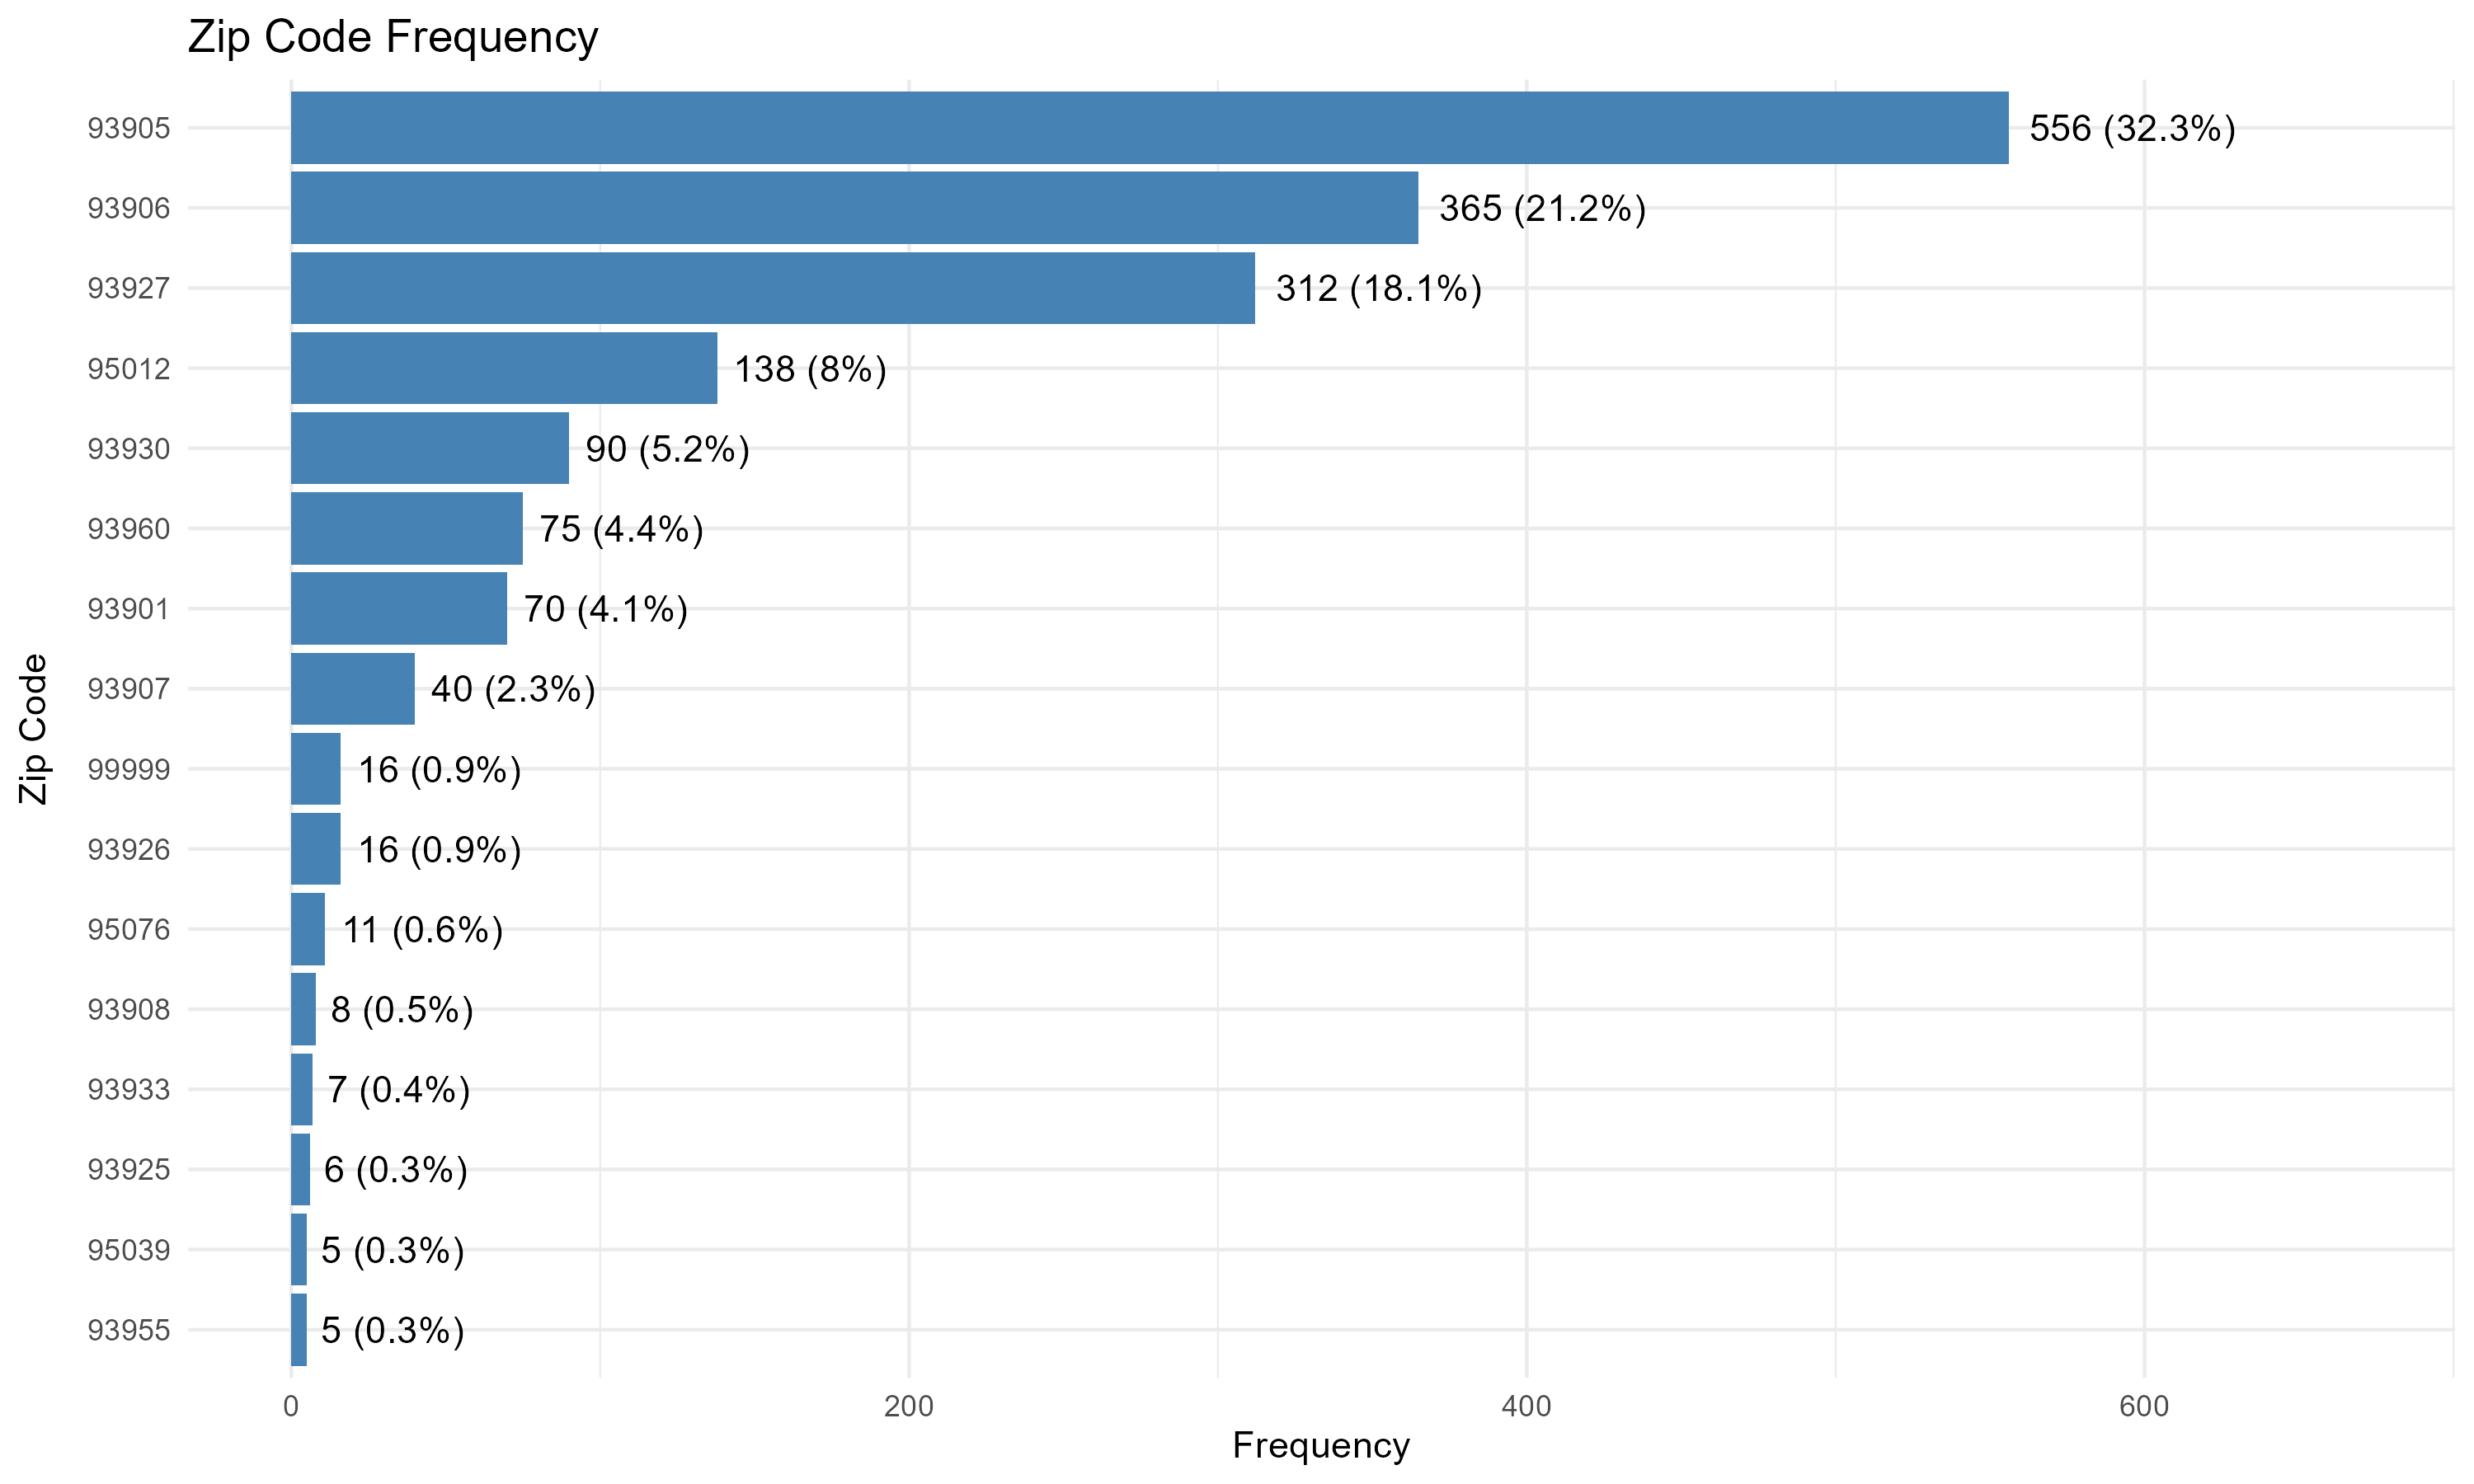 Zip Code Frequency
93905 556 (32.3%)
93906 365 (21.2%)
93927 312 (18.1%)
95012 138 (8%)
93930 90 (5.2%)
93960 75 (4.4%)
93901 70 (4.1%)
93907 40 (2.3%)
99999 16 (0.9%)
93926 16 (0.9%)
95076 11 (0.6%)
93908 8 (0.5%)
93933 7 (0.4%)
93925 6 (0.3%)
95039 5 (0.3%)
93955 5 (0.3%)
Zip Code
0 200 400 600
Frequency